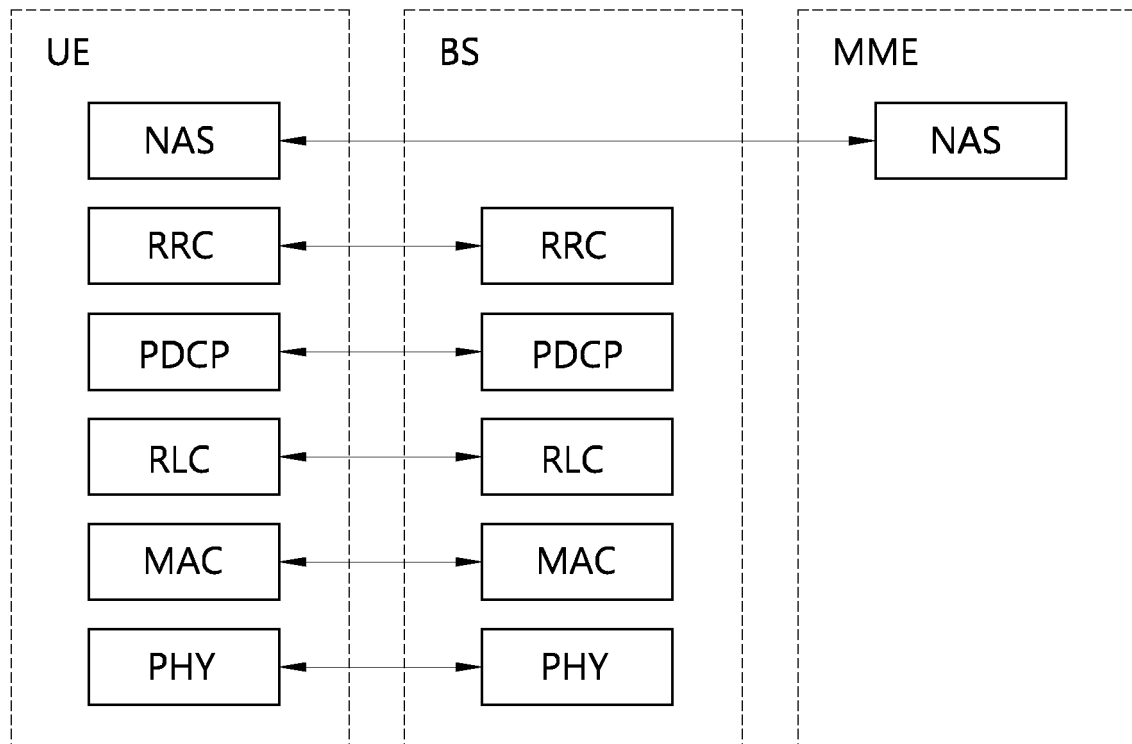 UE BS MME
NAS NAS
RRC RRC
PDCP PDCP
RLC RLC
MAC MAC
PHY PHY